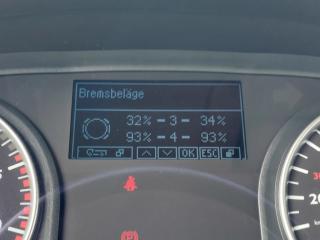 Bremsbeläge
32% - 3 - 34%
93% - 4 - 93%
OK ESC